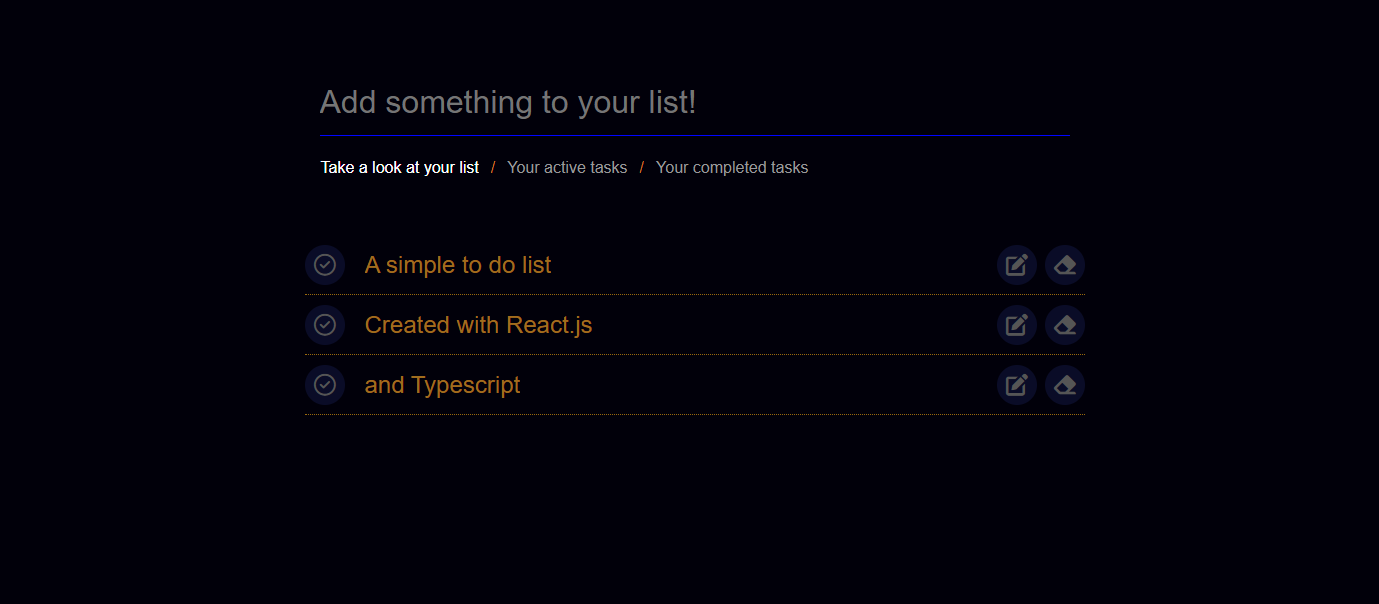 Add something to your list!
Take a look at your list / Your active tasks / Your completed tasks
A simple to do list
Created with React.js
and Typescript